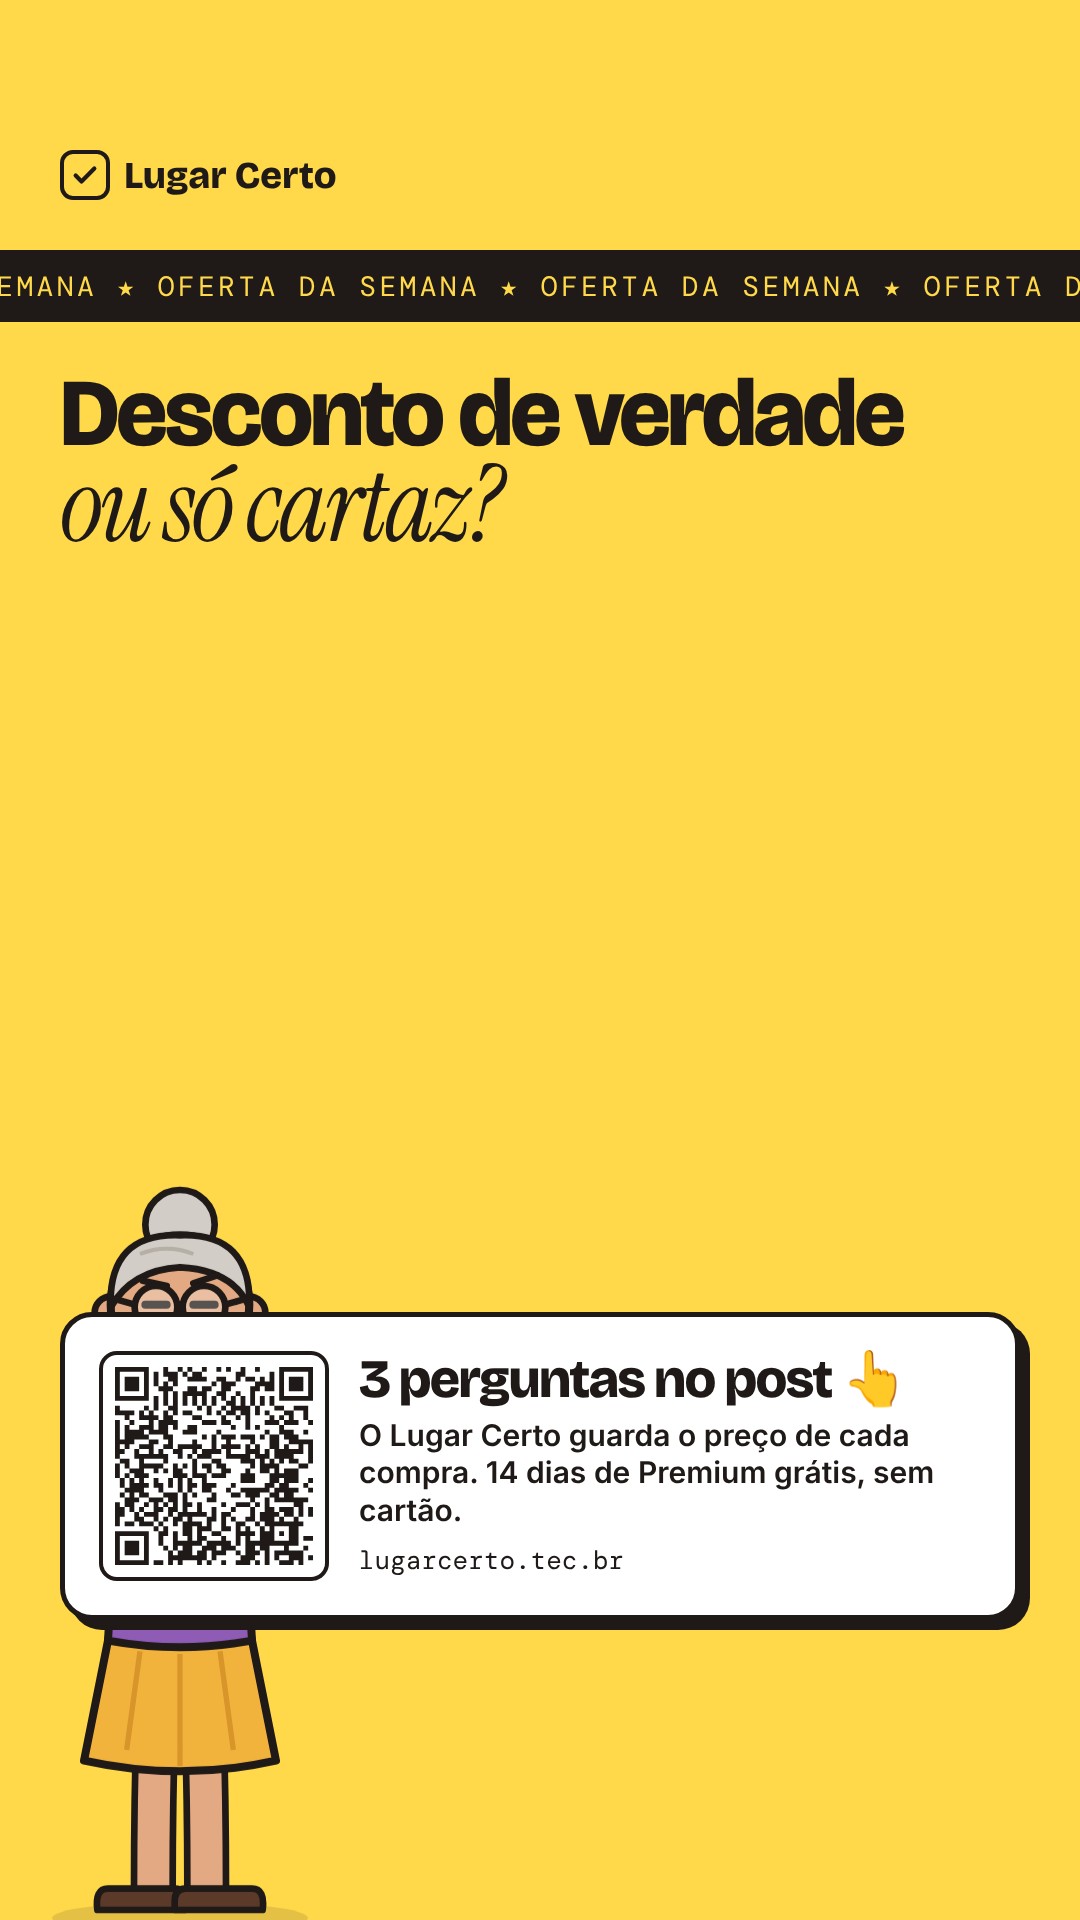 Lugar Certo
EMANA ★ OFERTA DA SEMANA ★ OFERTA DA SEMANA ★ OFERTA D
Desconto de verdade
ou só cartaz?
3 perguntas no post 👆
O Lugar Certo guarda o preço de cada
compra. 14 dias de Premium grátis, sem
cartão.
lugarcerto.tec.br